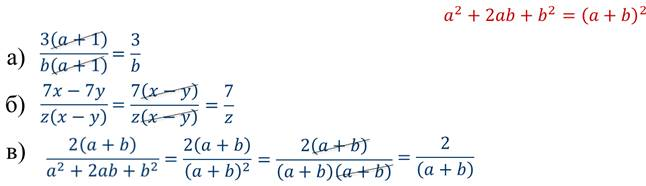 a² + 2ab + b² = (a + b)²
а) 3(a + 1)/b(a + 1) = 3/b
б) 7x − 7y/z(x − y) = 7(x − y)/z(x − y) = 7/z
в) 2(a + b)/a² + 2ab + b² = 2(a + b)/(a + b)² = 2(a + b)/(a + b)(a + b) = 2/(a + b)